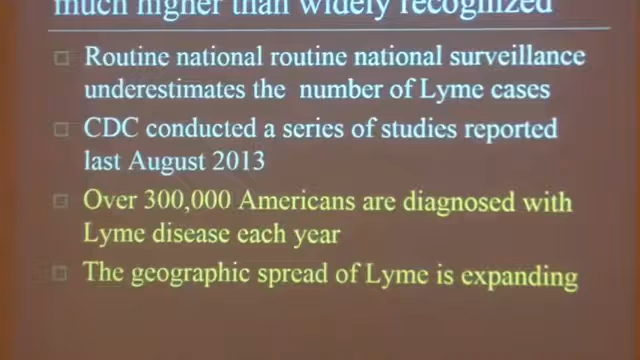 much higher than widely recognized
Routine national routine national surveillance
underestimates the number of Lyme cases
CDC conducted a series of studies reported
last August 2013
Over 300,000 Americans are diagnosed with
Lyme disease each year
The geographic spread of Lyme is expanding